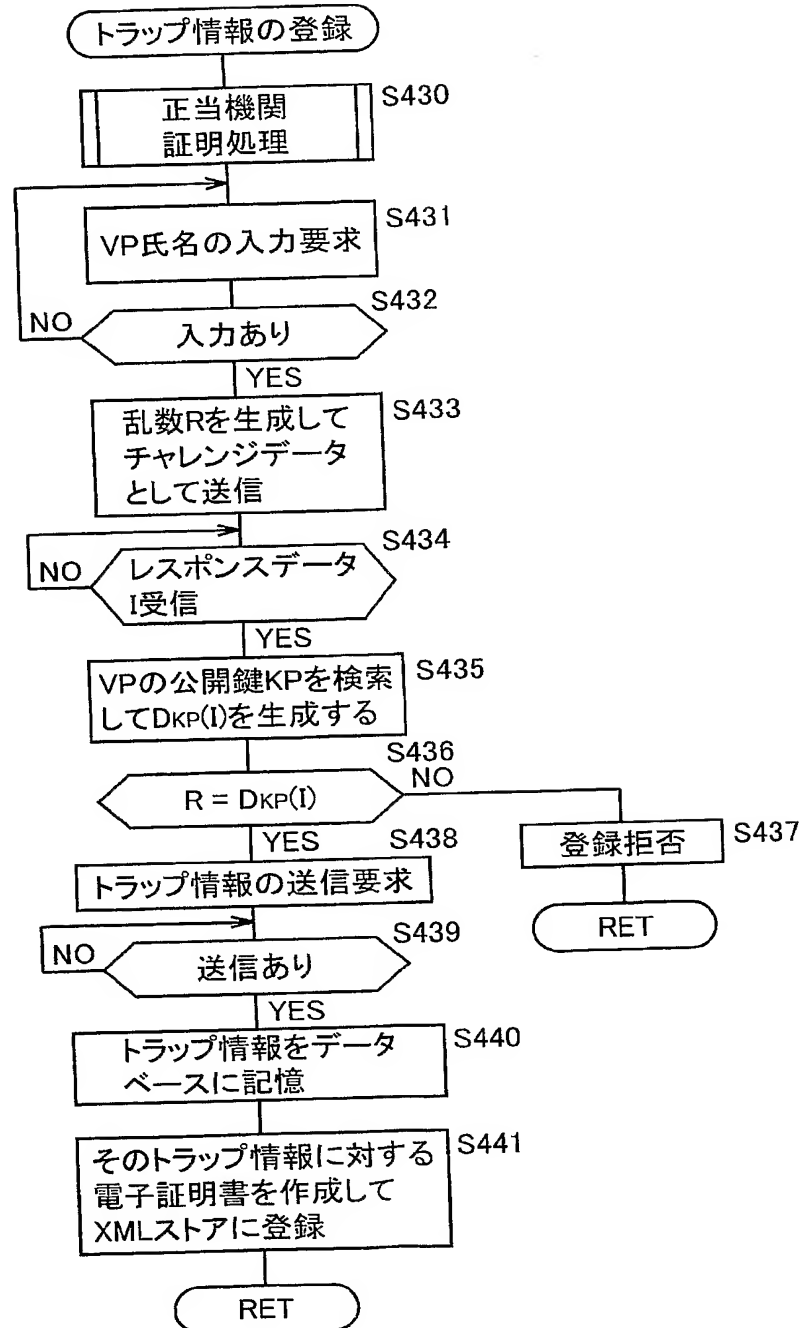 トラップ情報の登録
正当機関
証明処理
S430
VP氏名の入力要求
S431
S432
入力あり
NO
YES
乱数Rを生成して
チャレンジデータ
として送信
S433
S434
レスポンスデータ
I受信
NO
YES
VPの公開鍵KPを検索
してDKP(I)を生成する
S435
S436
R = DKP(I)
NO
YES
登録拒否
S437
RET
S438
トラップ情報の送信要求
S439
送信あり
NO
YES
トラップ情報をデータ
ベースに記憶
S440
そのトラップ情報に対する
電子証明書を作成して
XMLストアに登録
S441
RET